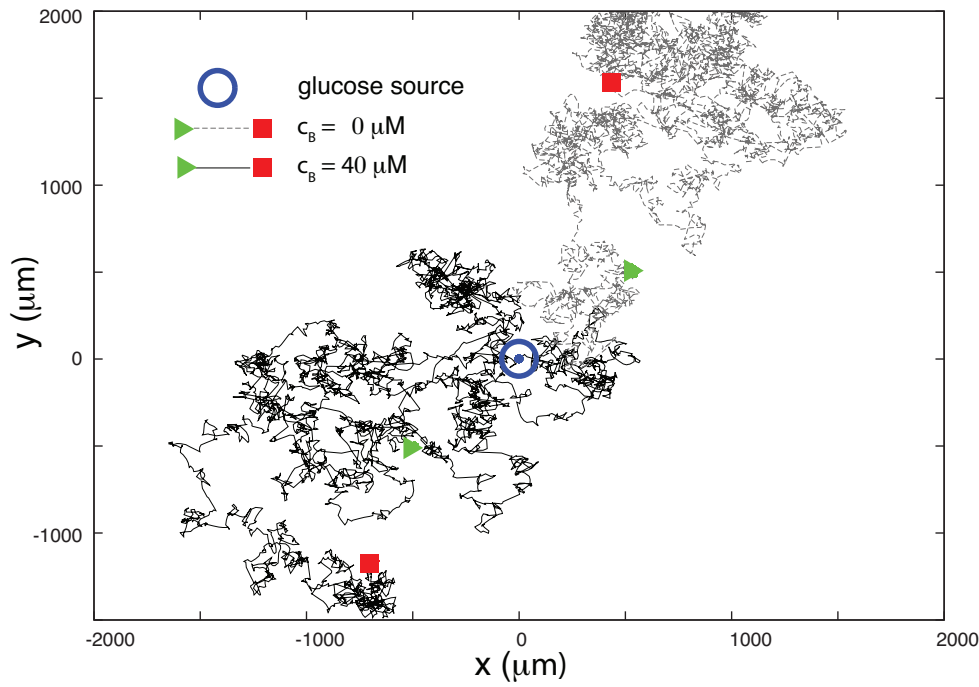 2000
1000
0
-1000
y (μm)
glucose source
c_B = 0 μM
c_B = 40 μM
-2000 -1000 0 1000 2000
x (μm)